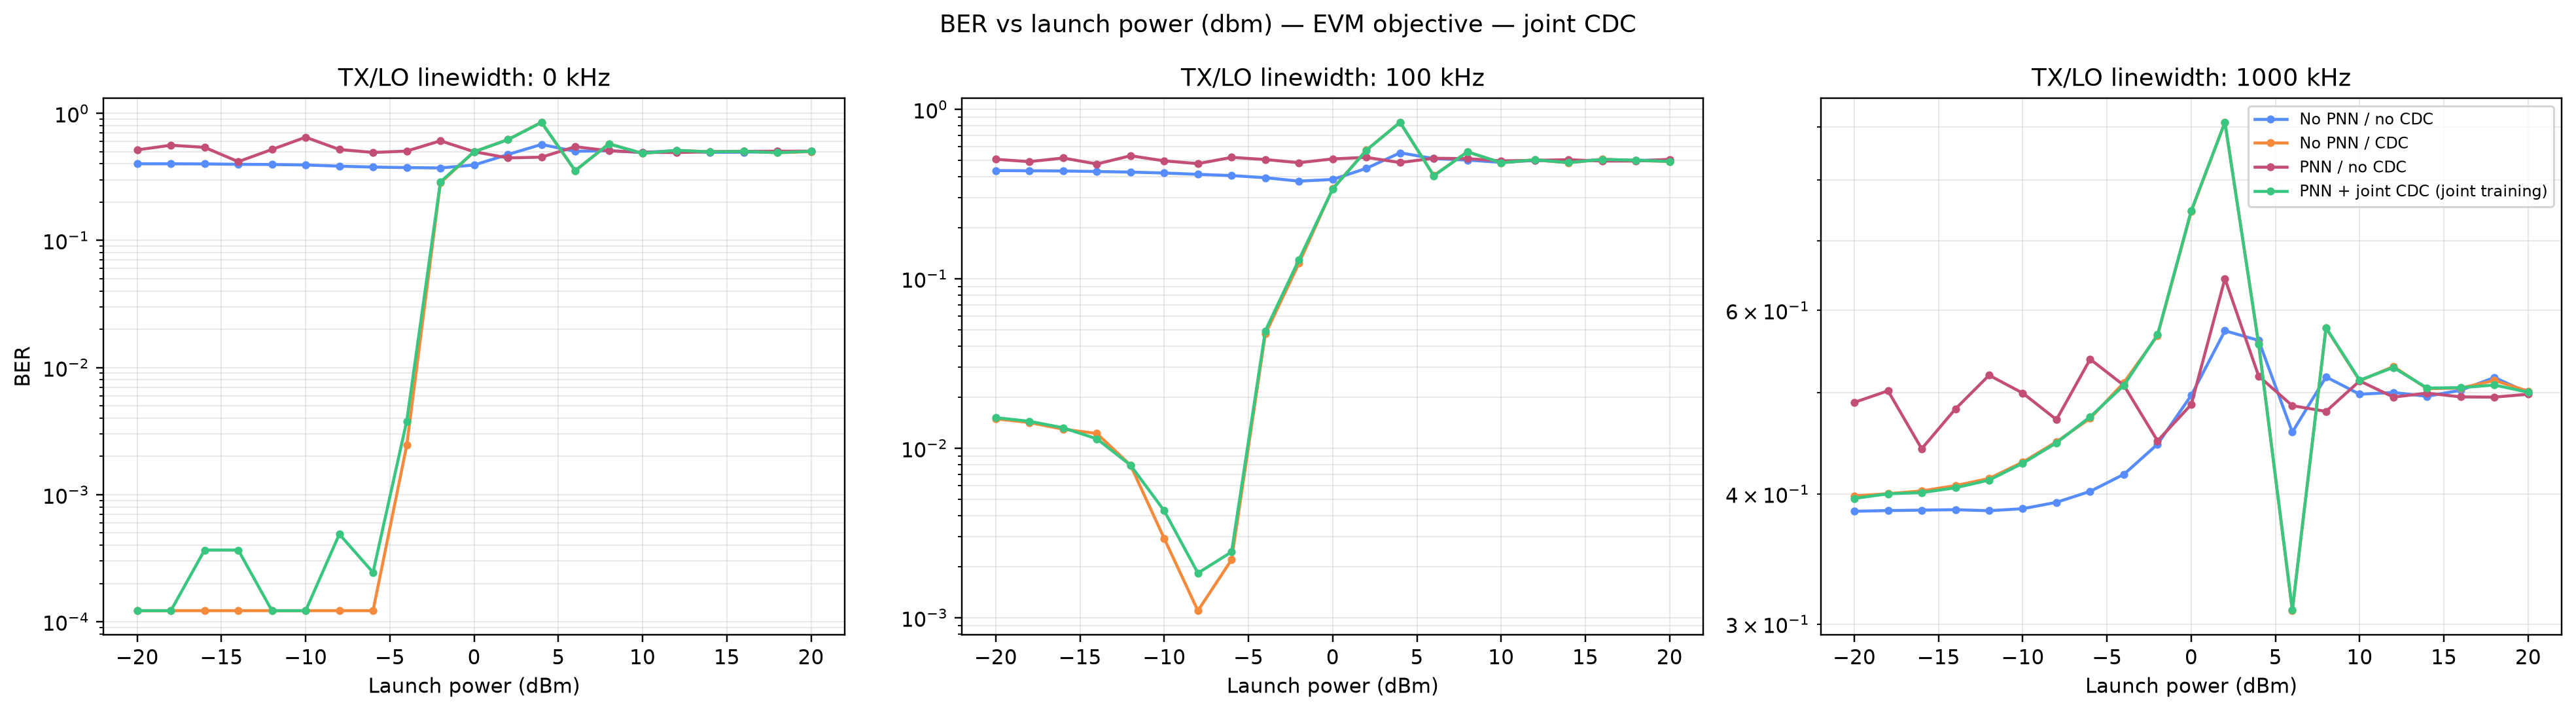 BER vs launch power (dbm) — EVM objective — joint CDC
TX/LO linewidth: 0 kHz
BER
10⁰
10⁻¹
10⁻²
10⁻³
10⁻⁴
−20 −15 −10 −5 0 5 10 15 20
Launch power (dBm)
TX/LO linewidth: 100 kHz
10⁰
10⁻¹
10⁻²
10⁻³
−20 −15 −10 −5 0 5 10 15 20
Launch power (dBm)
TX/LO linewidth: 1000 kHz
No PNN / no CDC
No PNN / CDC
PNN / no CDC
PNN + joint CDC (joint training)
6 × 10⁻¹
4 × 10⁻¹
3 × 10⁻¹
−20 −15 −10 −5 0 5 10 15 20
Launch power (dBm)